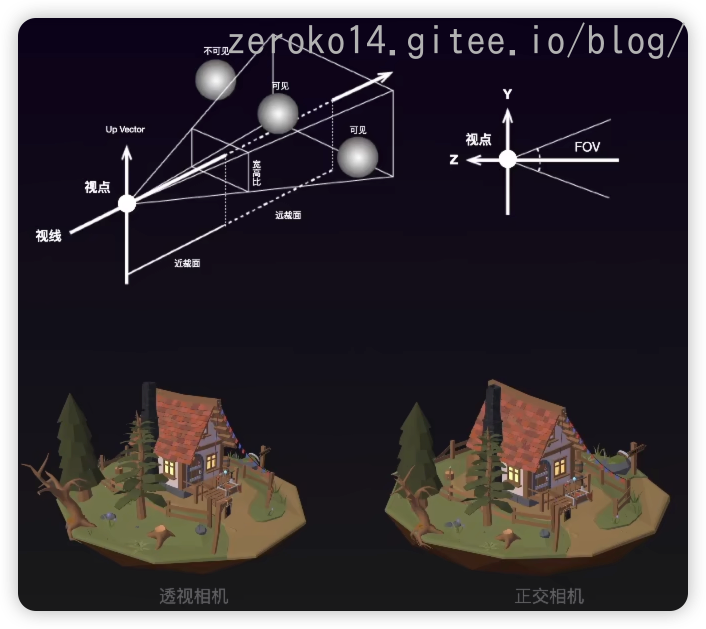 zeroko14.gitee.io/blog/
不可见
可见
Up Vector
可见
视点
宽高比
视线
远裁面
近裁面
Y
视点
FOV
Z
透视相机
正交相机